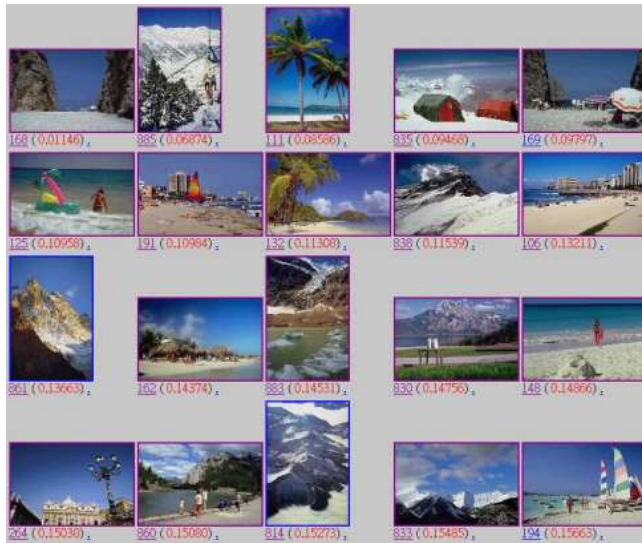 168 (0.01146) .
885 (0.06874) .
111 (0.08586) .
835 (0.09468) .
169 (0.09797) .
125 (0.10958) .
191 (0.10984) .
132 (0.11308) .
838 (0.11539) .
106 (0.13211) .
861 (0.13663) .
162 (0.14374) .
883 (0.14531) .
830 (0.14756) .
148 (0.14866) .
264 (0.15030) .
860 (0.15080) .
814 (0.15273) .
833 (0.15485) .
194 (0.15663) .